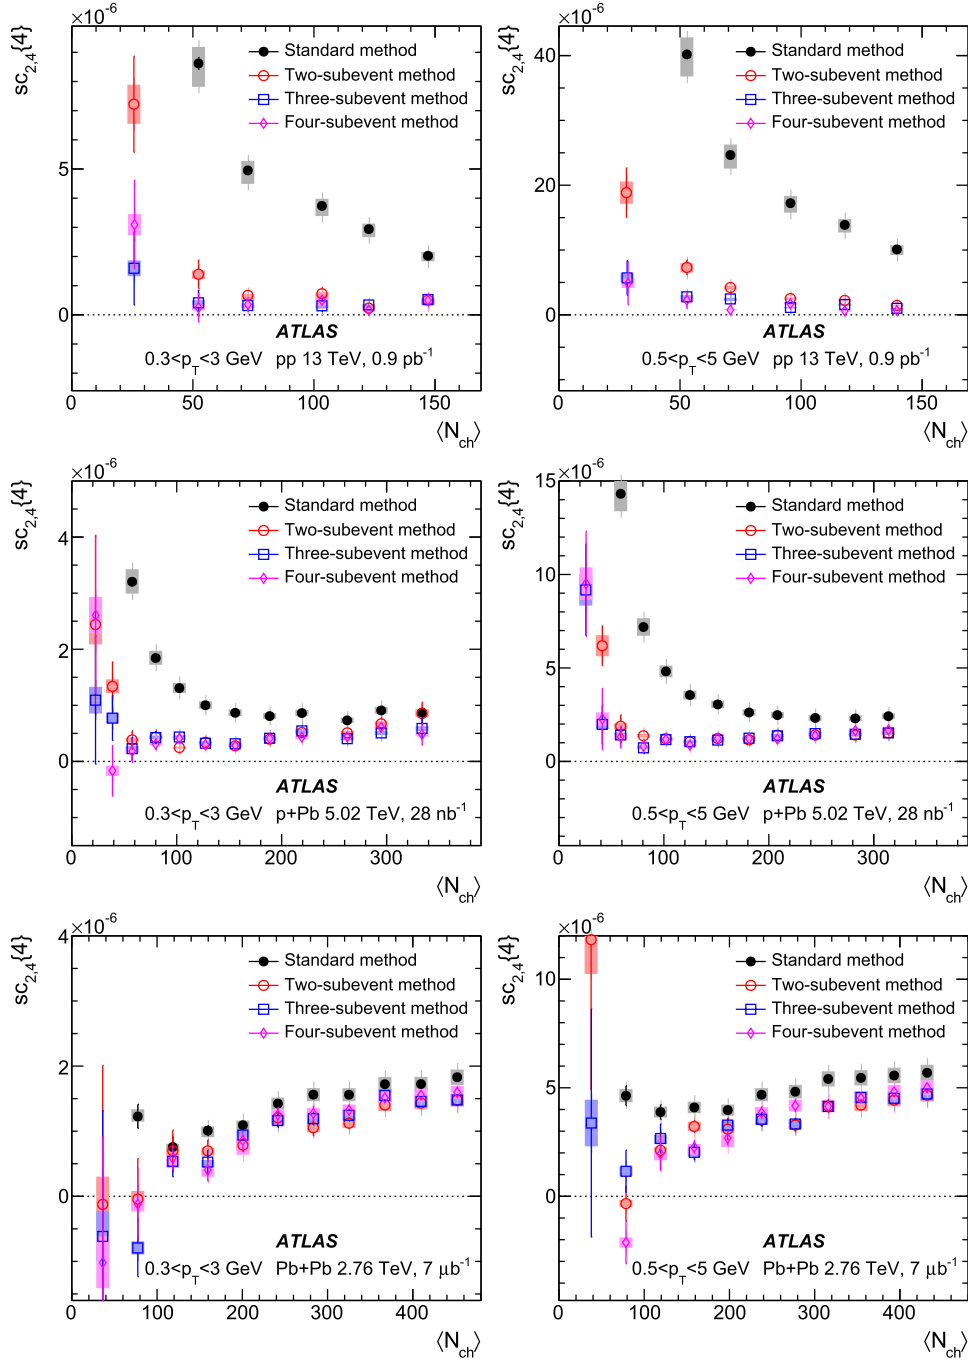 ×10⁻⁶
sc₂,₄{4}
Standard method
Two-subevent method
Three-subevent method
Four-subevent method
5
0
ATLAS
0.3<p_T<3 GeV pp 13 TeV, 0.9 pb⁻¹
0 50 100 150
⟨N_ch⟩
×10⁻⁶
sc₂,₄{4}
40
Standard method
Two-subevent method
Three-subevent method
Four-subevent method
20
0
ATLAS
0.5<p_T<5 GeV pp 13 TeV, 0.9 pb⁻¹
0 50 100 150
⟨N_ch⟩
×10⁻⁶
sc₂,₄{4}
Standard method
4
Two-subevent method
Three-subevent method
Four-subevent method
2
0
ATLAS
0.3<p_T<3 GeV p+Pb 5.02 TeV, 28 nb⁻¹
0 100 200 300
⟨N_ch⟩
×10⁻⁶
sc₂,₄{4}
15
Standard method
Two-subevent method
Three-subevent method
Four-subevent method
10
5
0
ATLAS
0.5<p_T<5 GeV p+Pb 5.02 TeV, 28 nb⁻¹
0 100 200 300
⟨N_ch⟩
×10⁻⁶
sc₂,₄{4}
4
Standard method
Two-subevent method
Three-subevent method
Four-subevent method
2
0
ATLAS
0.3<p_T<3 GeV Pb+Pb 2.76 TeV, 7 μb⁻¹
0 100 200 300 400
⟨N_ch⟩
×10⁻⁶
sc₂,₄{4}
Standard method
10
Two-subevent method
Three-subevent method
Four-subevent method
5
0
ATLAS
0.5<p_T<5 GeV Pb+Pb 2.76 TeV, 7 μb⁻¹
0 100 200 300 400
⟨N_ch⟩